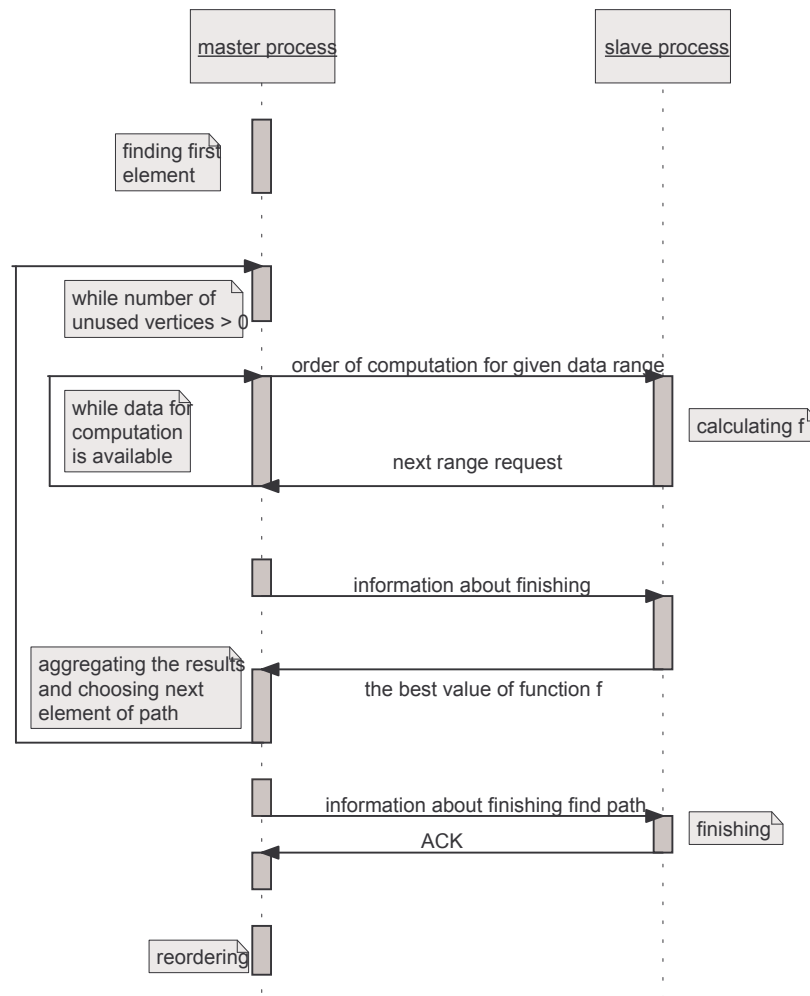 master process
slave process
finding first
element
while number of
unused vertices > 0
order of computation for given data range
while data for
computation
is available
calculating f
next range request
information about finishing
aggregating the results
and choosing next
element of path
the best value of function f
information about finishing find path
finishing
ACK
reordering